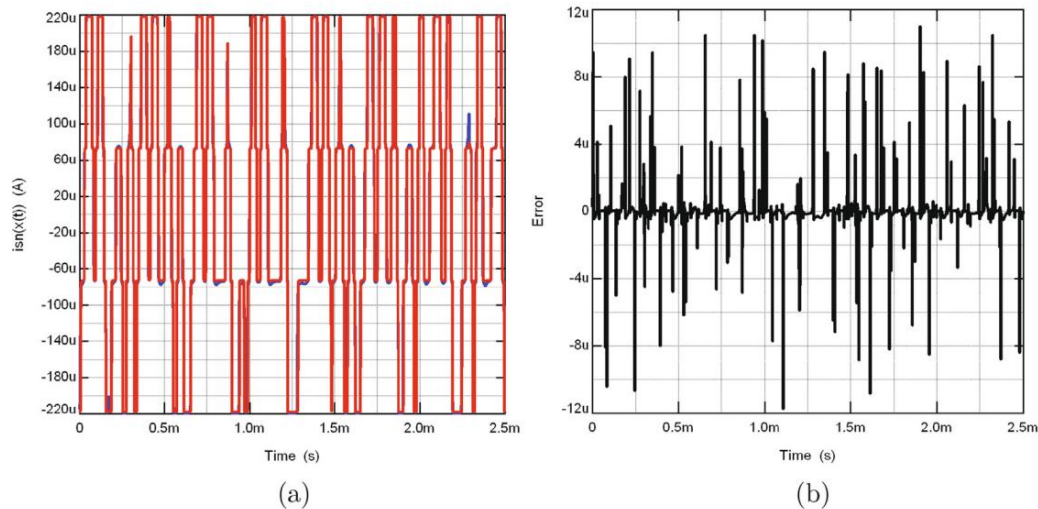 220u
180u
140u
100u
60u
20u
-20u
-60u
-100u
-140u
-180u
-220u
isn(x(t)) (A)
0
0.5m
1.0m
1.5m
2.0m
2.5m
Time (s)
(a)
12u
8u
4u
0
-4u
-8u
-12u
Error
0
0.5m
1.0m
1.5m
2.0m
2.5m
Time (s)
(b)